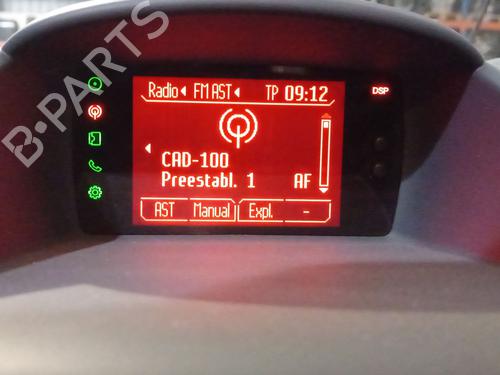 B-PARTS
Radio FM AST TP 09:12
DSP
CAD-100
Preestabl. 1 AF
AST Manual Expl. -